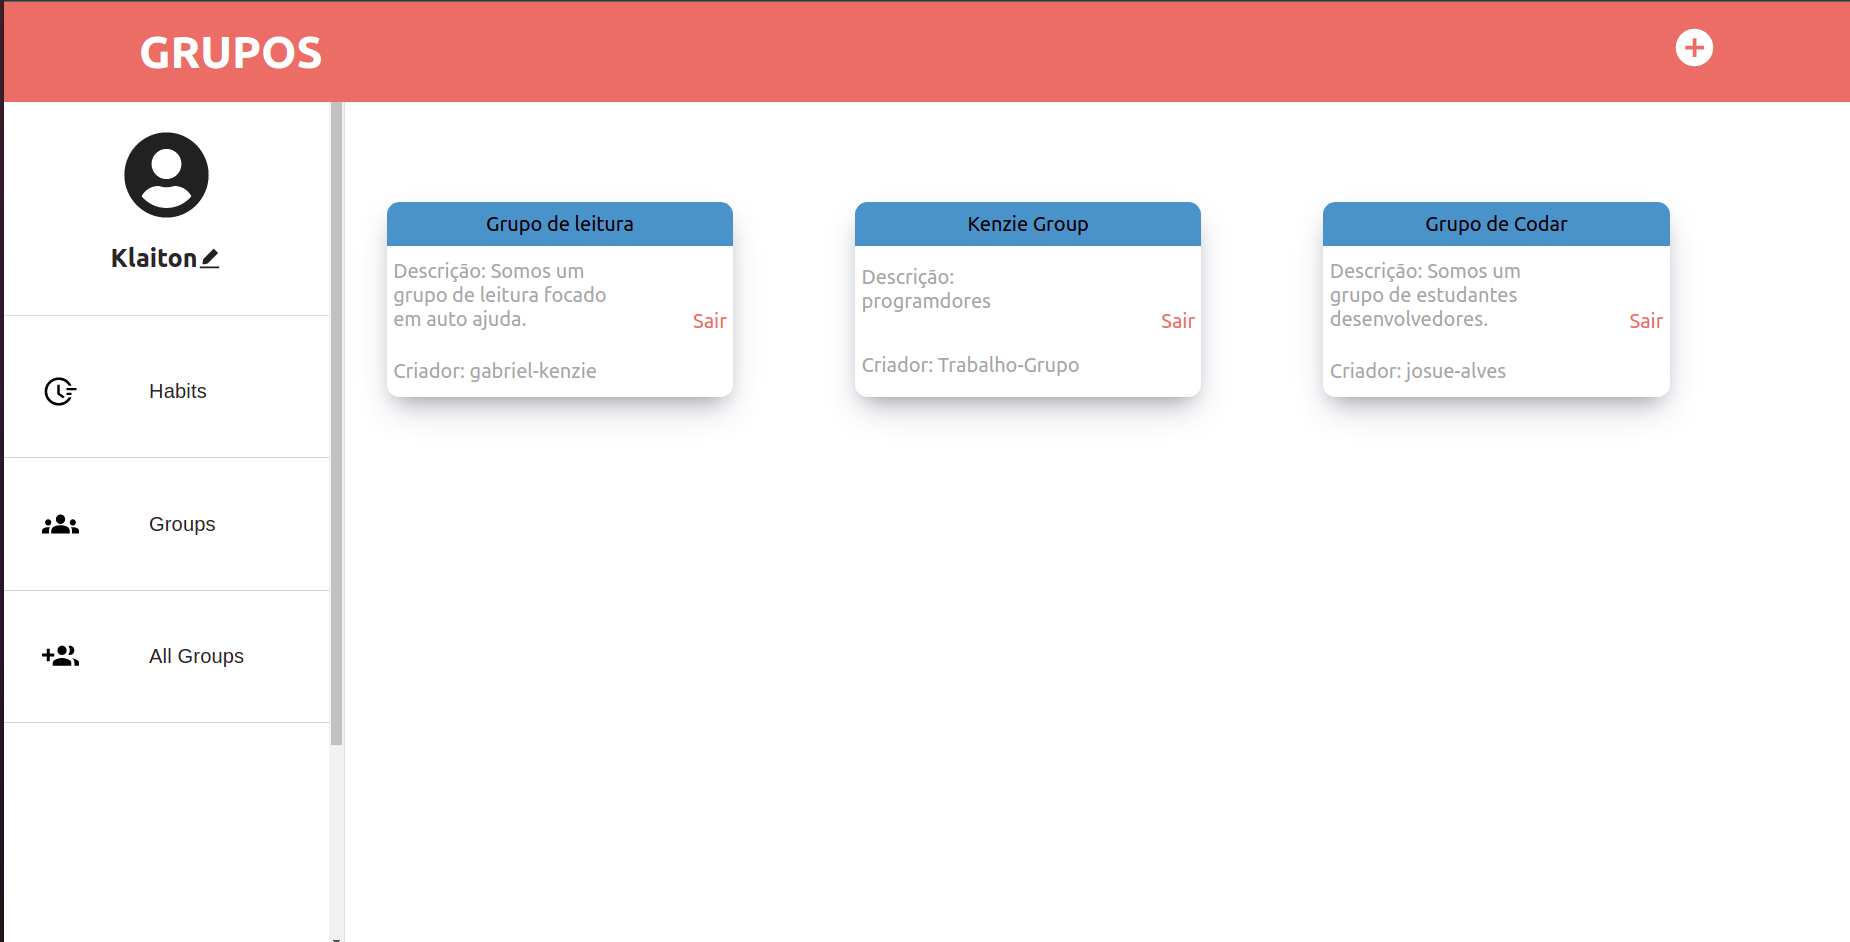 GRUPOS
Klaiton
Habits
Groups
All Groups
Grupo de leitura
Descrição: Somos um
grupo de leitura focado
em auto ajuda.
Sair
Criador: gabriel-kenzie
Kenzie Group
Descrição:
programdores
Sair
Criador: Trabalho-Grupo
Grupo de Codar
Descrição: Somos um
grupo de estudantes
desenvolvedores.
Sair
Criador: josue-alves